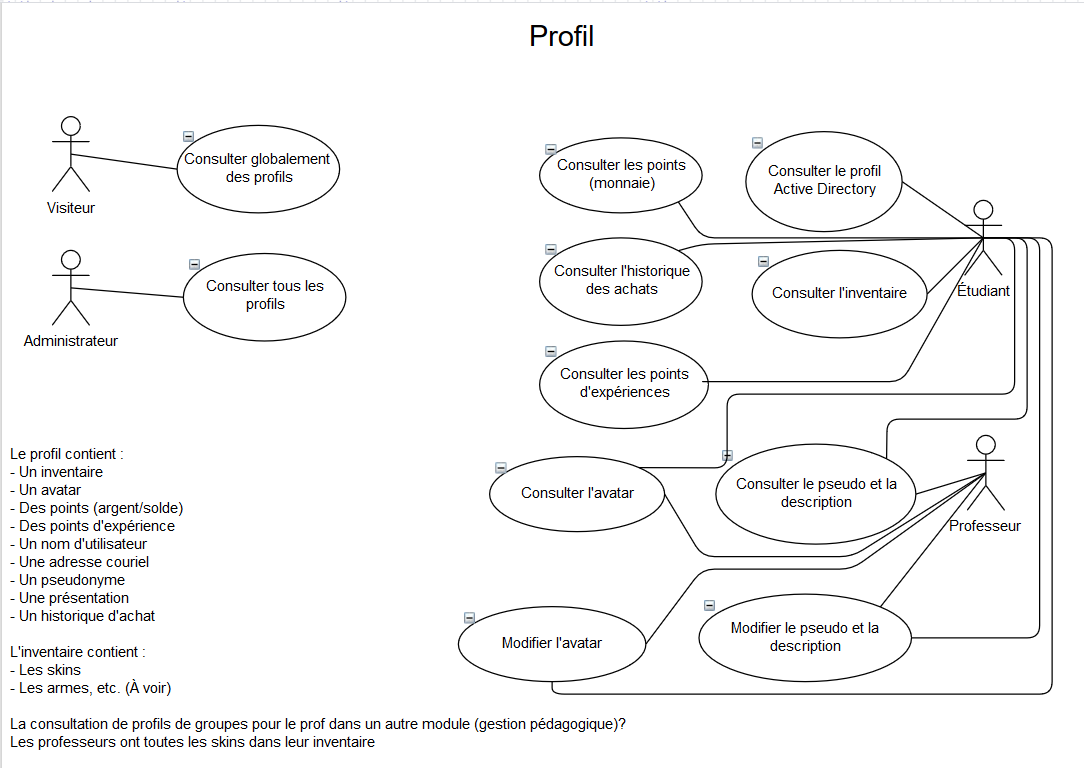 Profil
Visiteur
Consulter globalement
des profils
Administrateur
Consulter tous les
profils
Consulter les points
(monnaie)
Consulter le profil
Active Directory
Consulter l'historique
des achats
Consulter l'inventaire
Étudiant
Consulter les points
d'expériences
Consulter l'avatar
Consulter le pseudo et la
description
Professeur
Modifier l'avatar
Modifier le pseudo et la
description
Le profil contient :
- Un inventaire
- Un avatar
- Des points (argent/solde)
- Des points d'expérience
- Un nom d'utilisateur
- Une adresse couriel
- Un pseudonyme
- Une présentation
- Un historique d'achat
L'inventaire contient :
- Les skins
- Les armes, etc. (À voir)
La consultation de profils de groupes pour le prof dans un autre module (gestion pédagogique)?
Les professeurs ont toutes les skins dans leur inventaire